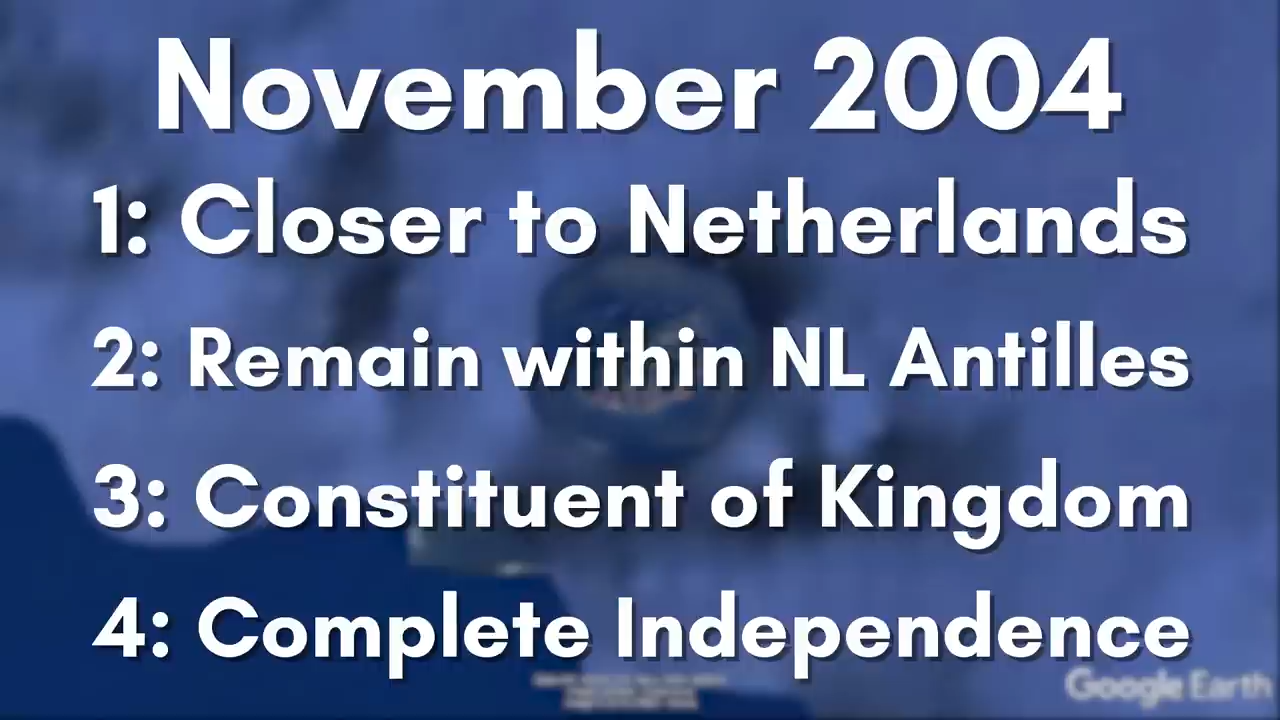 November 2004
1: Closer to Netherlands
2: Remain within NL Antilles
3: Constituent of Kingdom
4: Complete Independence
Google Earth